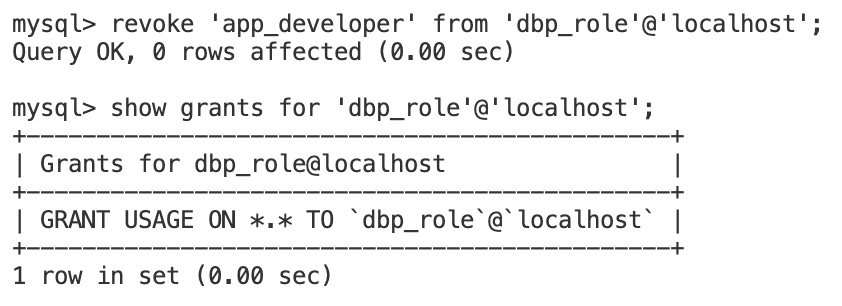 mysql> revoke 'app_developer' from 'dbp_role'@'localhost';
Query OK, 0 rows affected (0.00 sec)

mysql> show grants for 'dbp_role'@'localhost';
+-----------------------------------------------+
| Grants for dbp_role@localhost                 |
+-----------------------------------------------+
| GRANT USAGE ON *.* TO `dbp_role`@`localhost` |
+-----------------------------------------------+
1 row in set (0.00 sec)